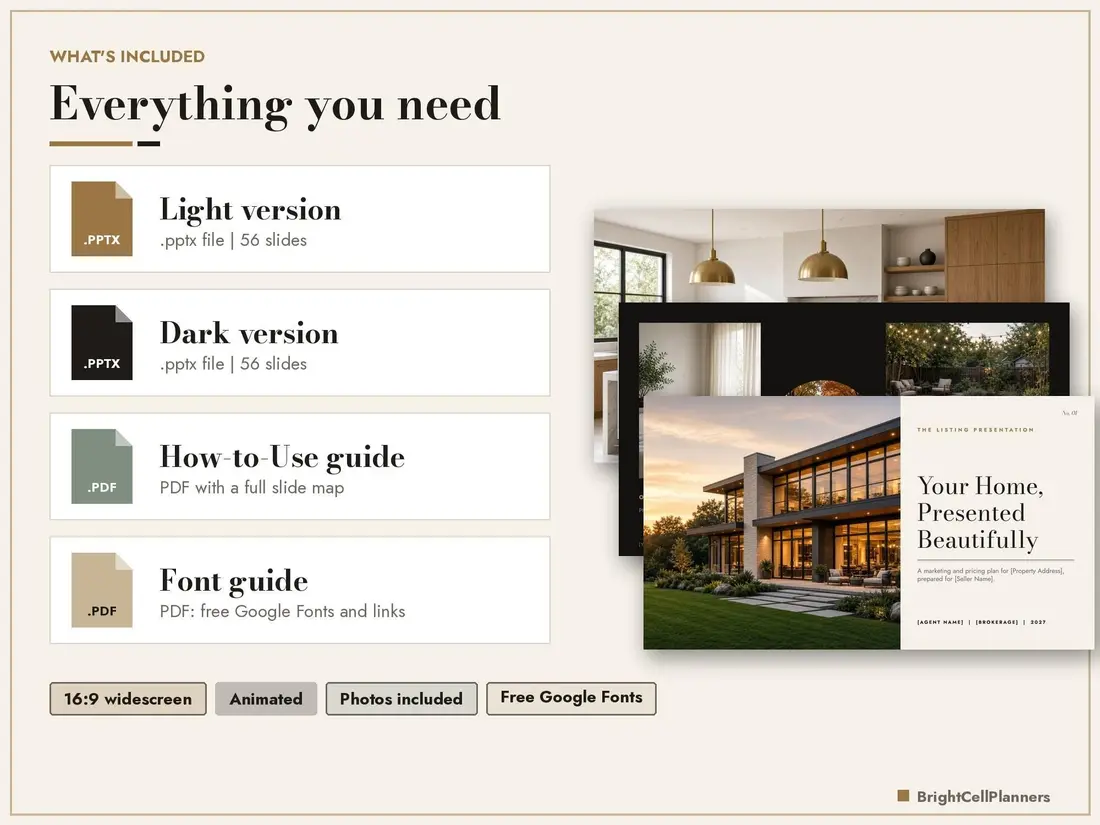 WHAT'S INCLUDED
Everything you need
.PPTX
Light version
.pptx file | 56 slides
.PPTX
Dark version
.pptx file | 56 slides
.PDF
How-to-Use guide
PDF with a full slide map
.PDF
Font guide
PDF: free Google Fonts and links
No. 01
THE LISTING PRESENTATION
Your Home,
Presented
Beautifully
A marketing and pricing plan for [Property Address],
prepared for [Seller Name].
[AGENT NAME] | [BROKERAGE] | 2027
16:9 widescreen
Animated
Photos included
Free Google Fonts
BrightCellPlanners